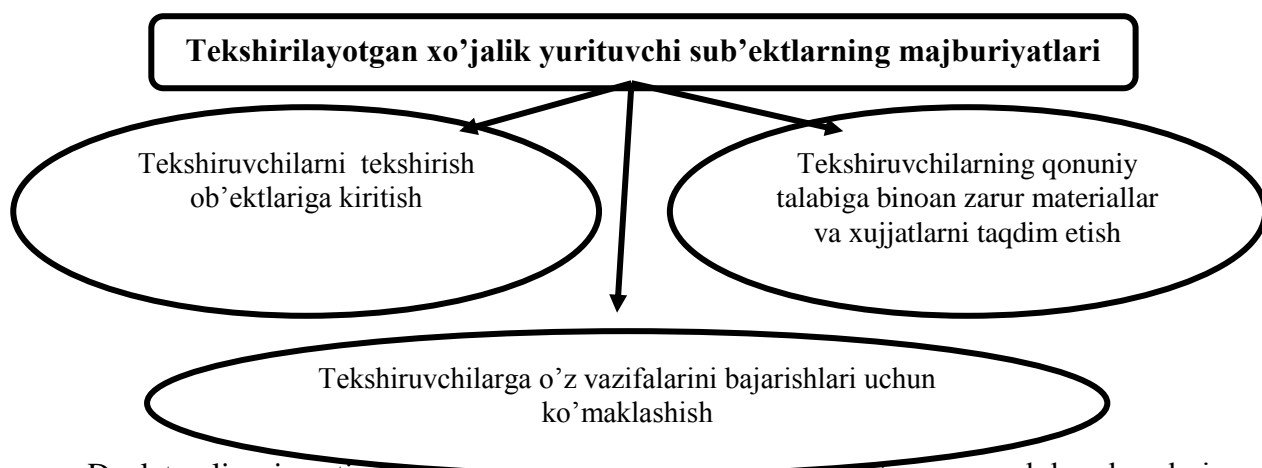 Tekshirilayotgan xo’jalik yurituvchi sub’ektlarning majburiyatlari
Tekshiruvchilarni tekshirish
ob’ektlariga kiritish
Tekshiruvchilarning qonuniy
talabiga binoan zarur materiallar
va xujjatlarni taqdim etish
Tekshiruvchilarga o’z vazifalarini bajarishlari uchun
ko’maklashish